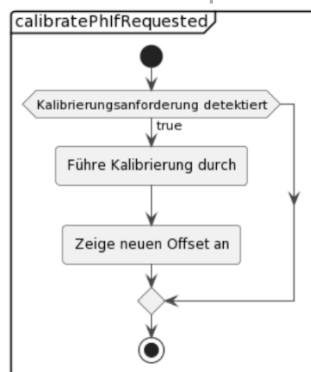 calibratePhIfRequested
Kalibrierungsanforderung detektiert
true
Führe Kalibrierung durch
Zeige neuen Offset an